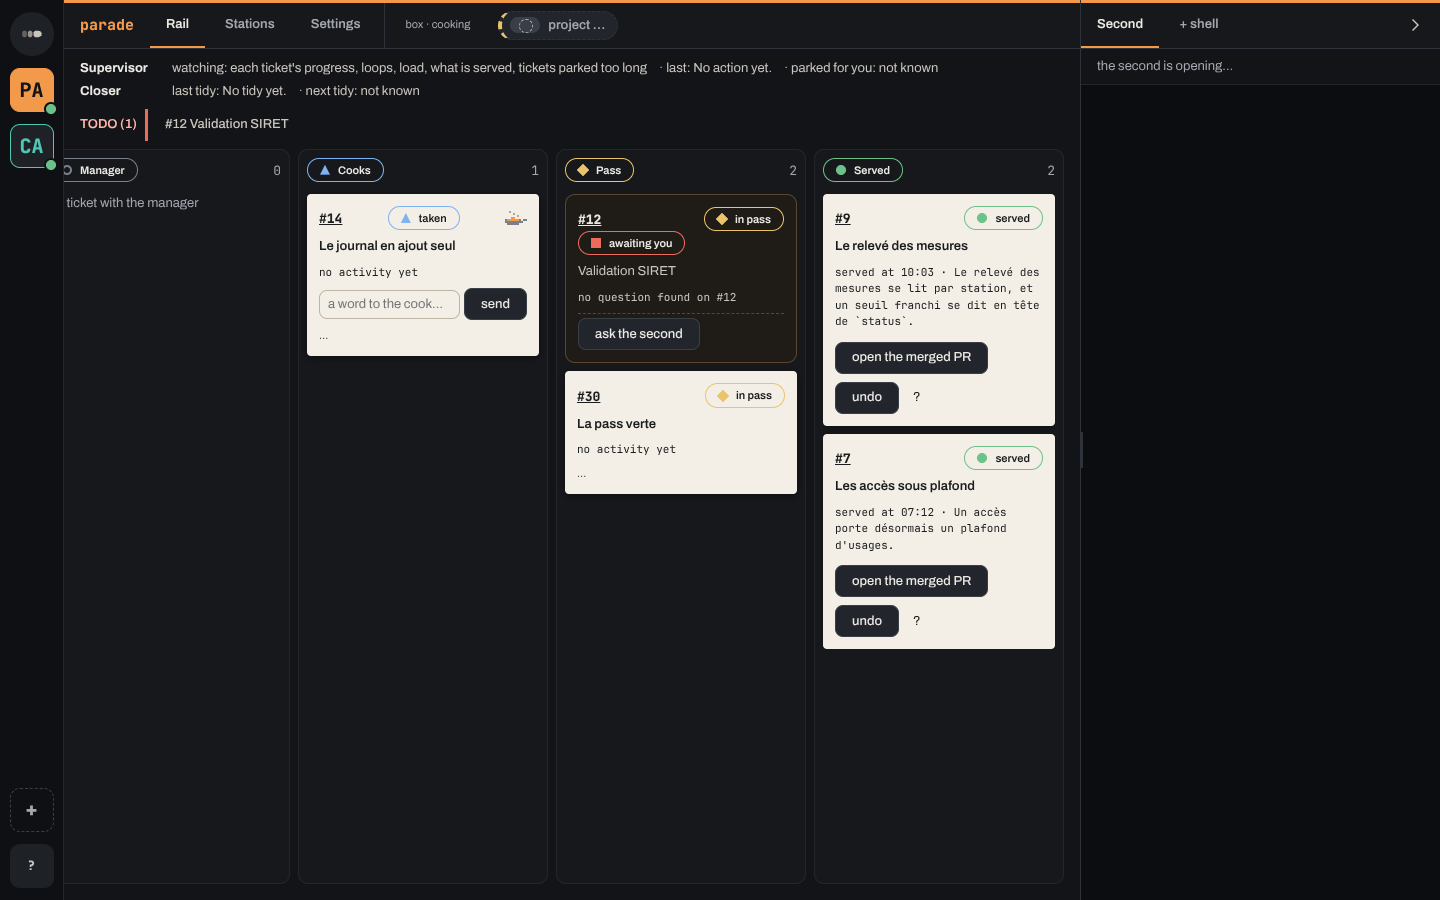 PA
CA
+
?
parade
Rail
Stations
Settings
box · cooking
project ...
Supervisor
watching: each ticket's progress, loops, load, what is served, tickets parked too long · last: No action yet. · parked for you: not known
Closer
last tidy: No tidy yet. · next tidy: not known
TODO (1)
#12 Validation SIRET
Manager
0
ticket with the manager
Cooks
1
#14
taken
Le journal en ajout seul
no activity yet
a word to the cook...
send
...
Pass
2
#12
in pass
awaiting you
Validation SIRET
no question found on #12
ask the second
#30
in pass
La pass verte
no activity yet
...
Served
2
#9
served
Le relevé des mesures
served at 10:03 · Le relevé des
mesures se lit par station, et
un seuil franchi se dit en tête
de `status`.
open the merged PR
undo
?
#7
served
Les accès sous plafond
served at 07:12 · Un accès
porte désormais un plafond
d'usages.
open the merged PR
undo
?
Second
+ shell
the second is opening...